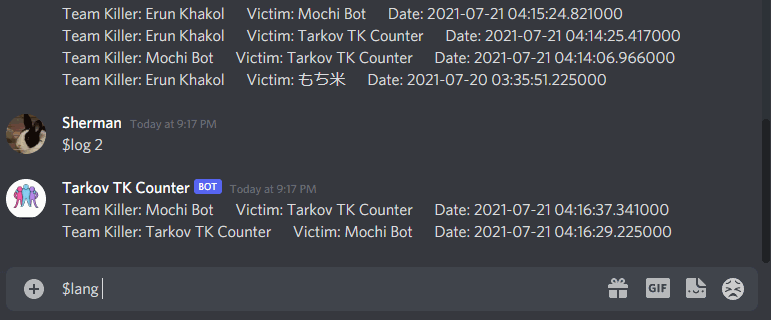 Team Killer: Erun Khakol Victim: Mochi Bot Date: 2021-07-21 04:15:24.821000
Team Killer: Erun Khakol Victim: Tarkov TK Counter Date: 2021-07-21 04:14:25.417000
Team Killer: Mochi Bot Victim: Tarkov TK Counter Date: 2021-07-21 04:14:06.966000
Team Killer: Erun Khakol Victim: もち米 Date: 2021-07-20 03:35:51.225000
Sherman Today at 9:17 PM
$log 2
Tarkov TK Counter BOT Today at 9:17 PM
Team Killer: Mochi Bot Victim: Tarkov TK Counter Date: 2021-07-21 04:16:37.341000
Team Killer: Tarkov TK Counter Victim: Mochi Bot Date: 2021-07-21 04:16:29.225000
$lang
GIF